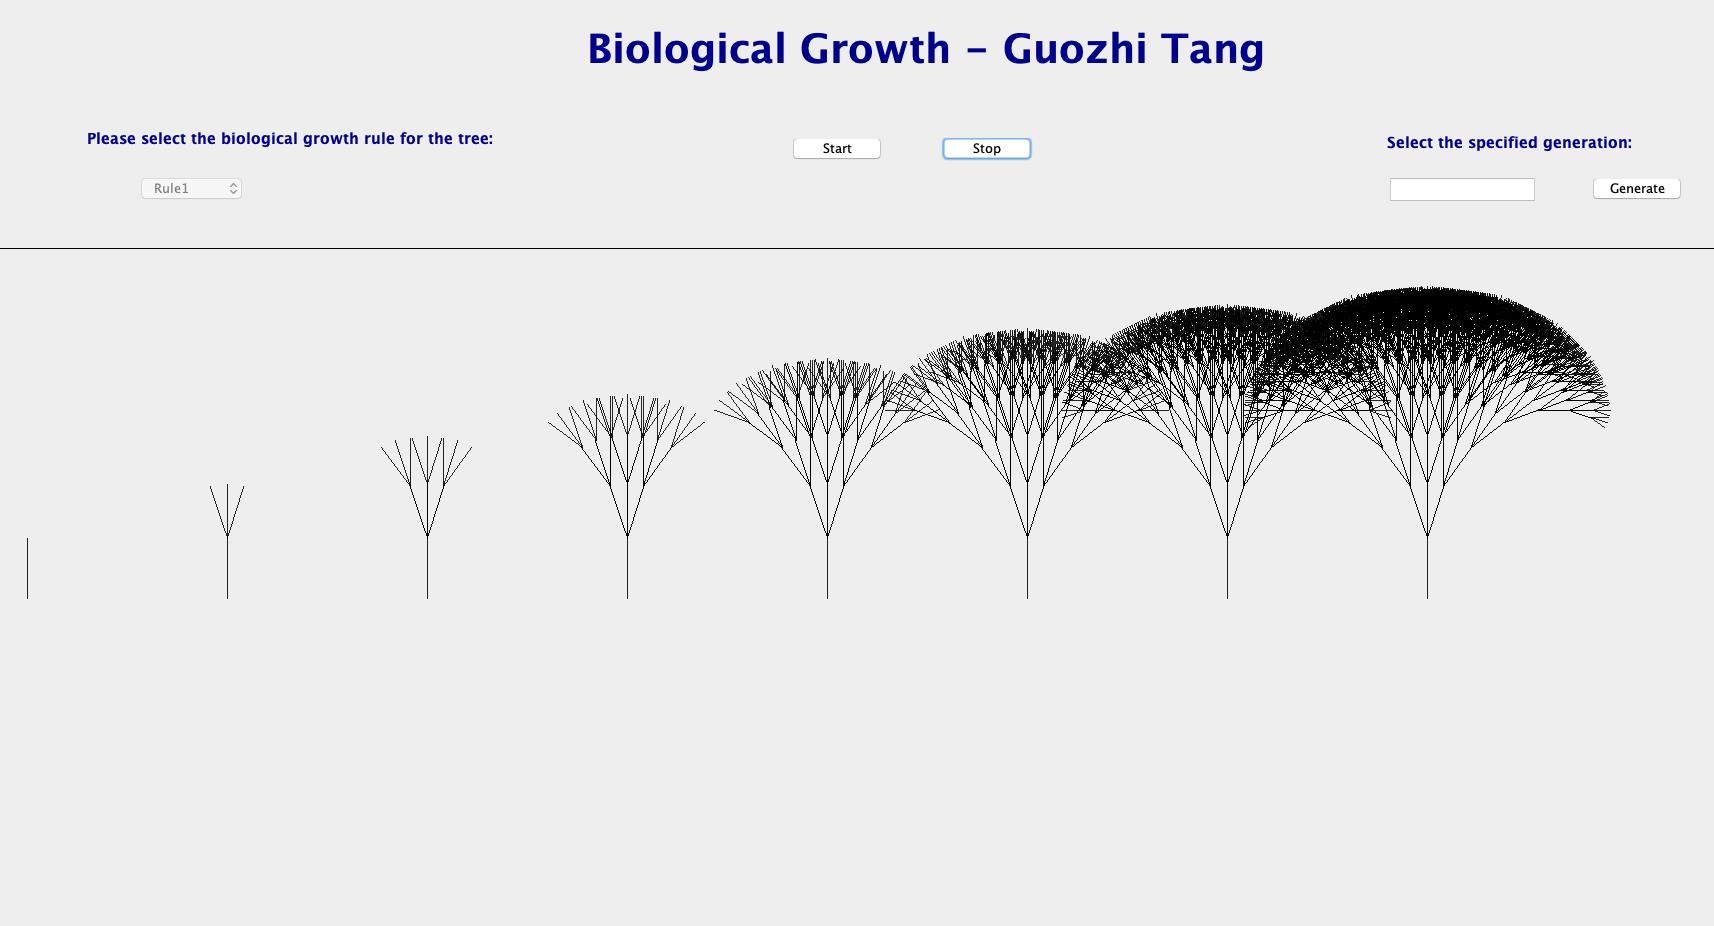 Biological Growth – Guozhi Tang
Please select the biological growth rule for the tree:
Start
Stop
Select the specified generation:
Rule1
Generate